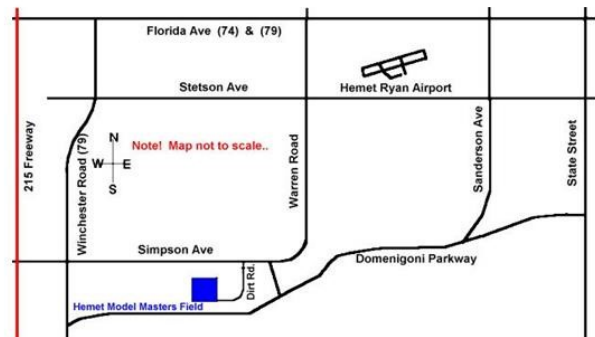 Florida Ave (74) & (79)
Stetson Ave
Hemet Ryan Airport
215 Freeway
Winchester Road (79)
N
W E
S
Note! Map not to scale..
Warren Road
Sanderson Ave
State Street
Simpson Ave
Domenigoni Parkway
Dirt Rd.
Hemet Model Masters Field